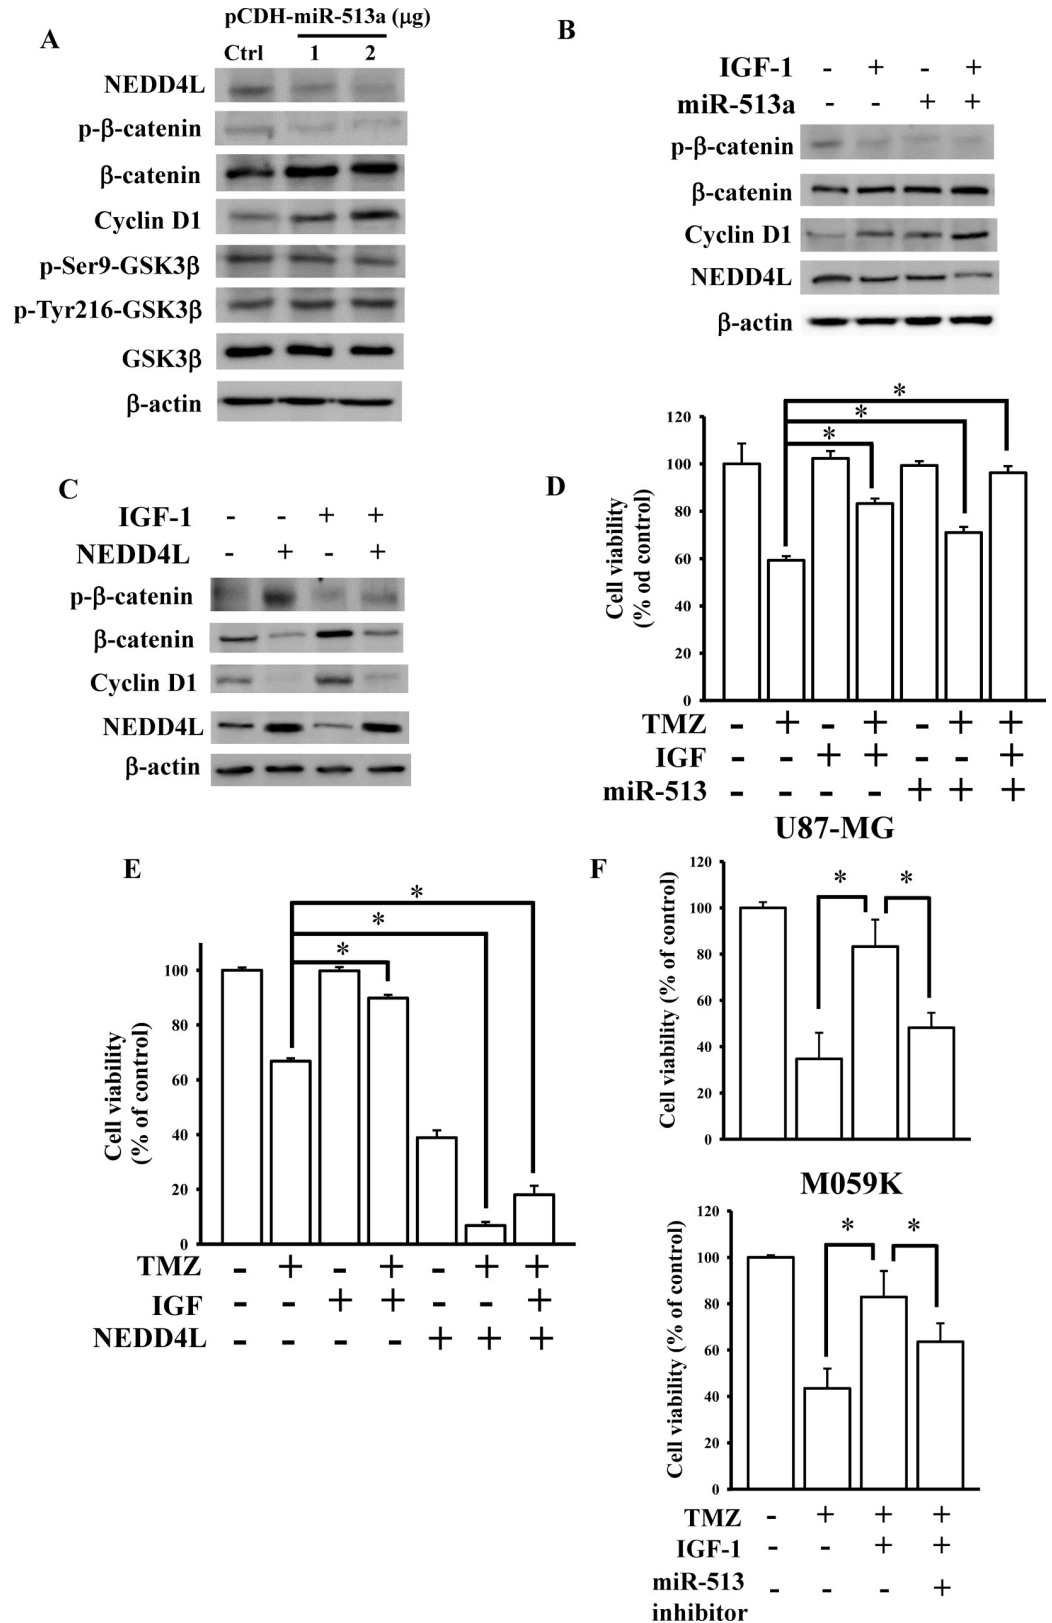 A
pCDH-miR-513a (μg)
Ctrl 1 2
NEDD4L
p-β-catenin
β-catenin
Cyclin D1
p-Ser9-GSK3β
p-Tyr216-GSK3β
GSK3β
β-actin
B
IGF-1 - + - +
miR-513a - - + +
p-β-catenin
β-catenin
Cyclin D1
NEDD4L
β-actin
C
IGF-1 - - + +
NEDD4L - + - +
p-β-catenin
β-catenin
Cyclin D1
NEDD4L
β-actin
D
Cell viability
(% od control)
120
100
80
60
40
20
0
* * *
TMZ - + - + - + +
IGF - - + + - - +
miR-513 - - - - + + +
E
Cell viability
(% of control)
100
80
60
40
20
0
* * *
TMZ - + - + - + +
IGF - - + + - - +
NEDD4L - - - - + + +
F
U87-MG
Cell viability (% of control)
120
100
80
60
40
20
0
* *
M059K
Cell viability (% of control)
120
100
80
60
40
20
0
* *
TMZ - + + +
IGF-1 - - + +
miR-513
inhibitor - - - +